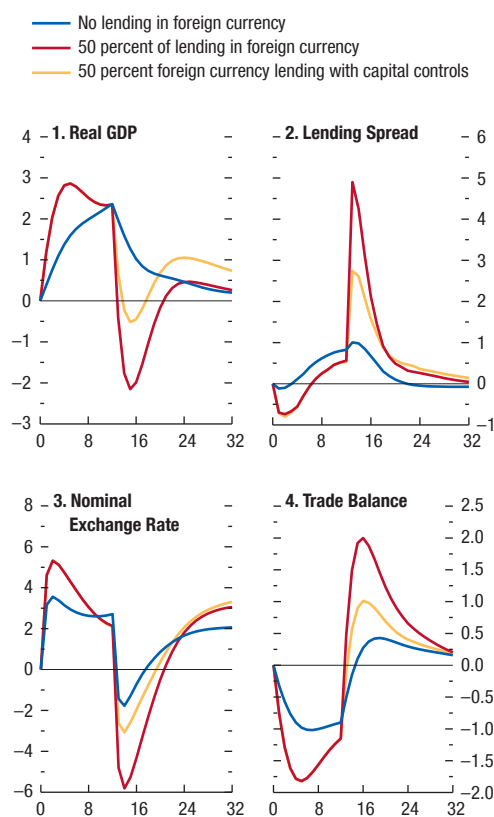 No lending in foreign currency
50 percent of lending in foreign currency
50 percent foreign currency lending with capital controls
1. Real GDP
4
3
2
1
0
−1
−2
−3
0 8 16 24 32
2. Lending Spread
6
5
4
3
2
1
0
−1
0 8 16 24 32
3. Nominal
Exchange Rate
8
6
4
2
0
−2
−4
−6
0 8 16 24 32
4. Trade Balance
2.5
2.0
1.5
1.0
0.5
0.0
−0.5
−1.0
−1.5
−2.0
0 8 16 24 32